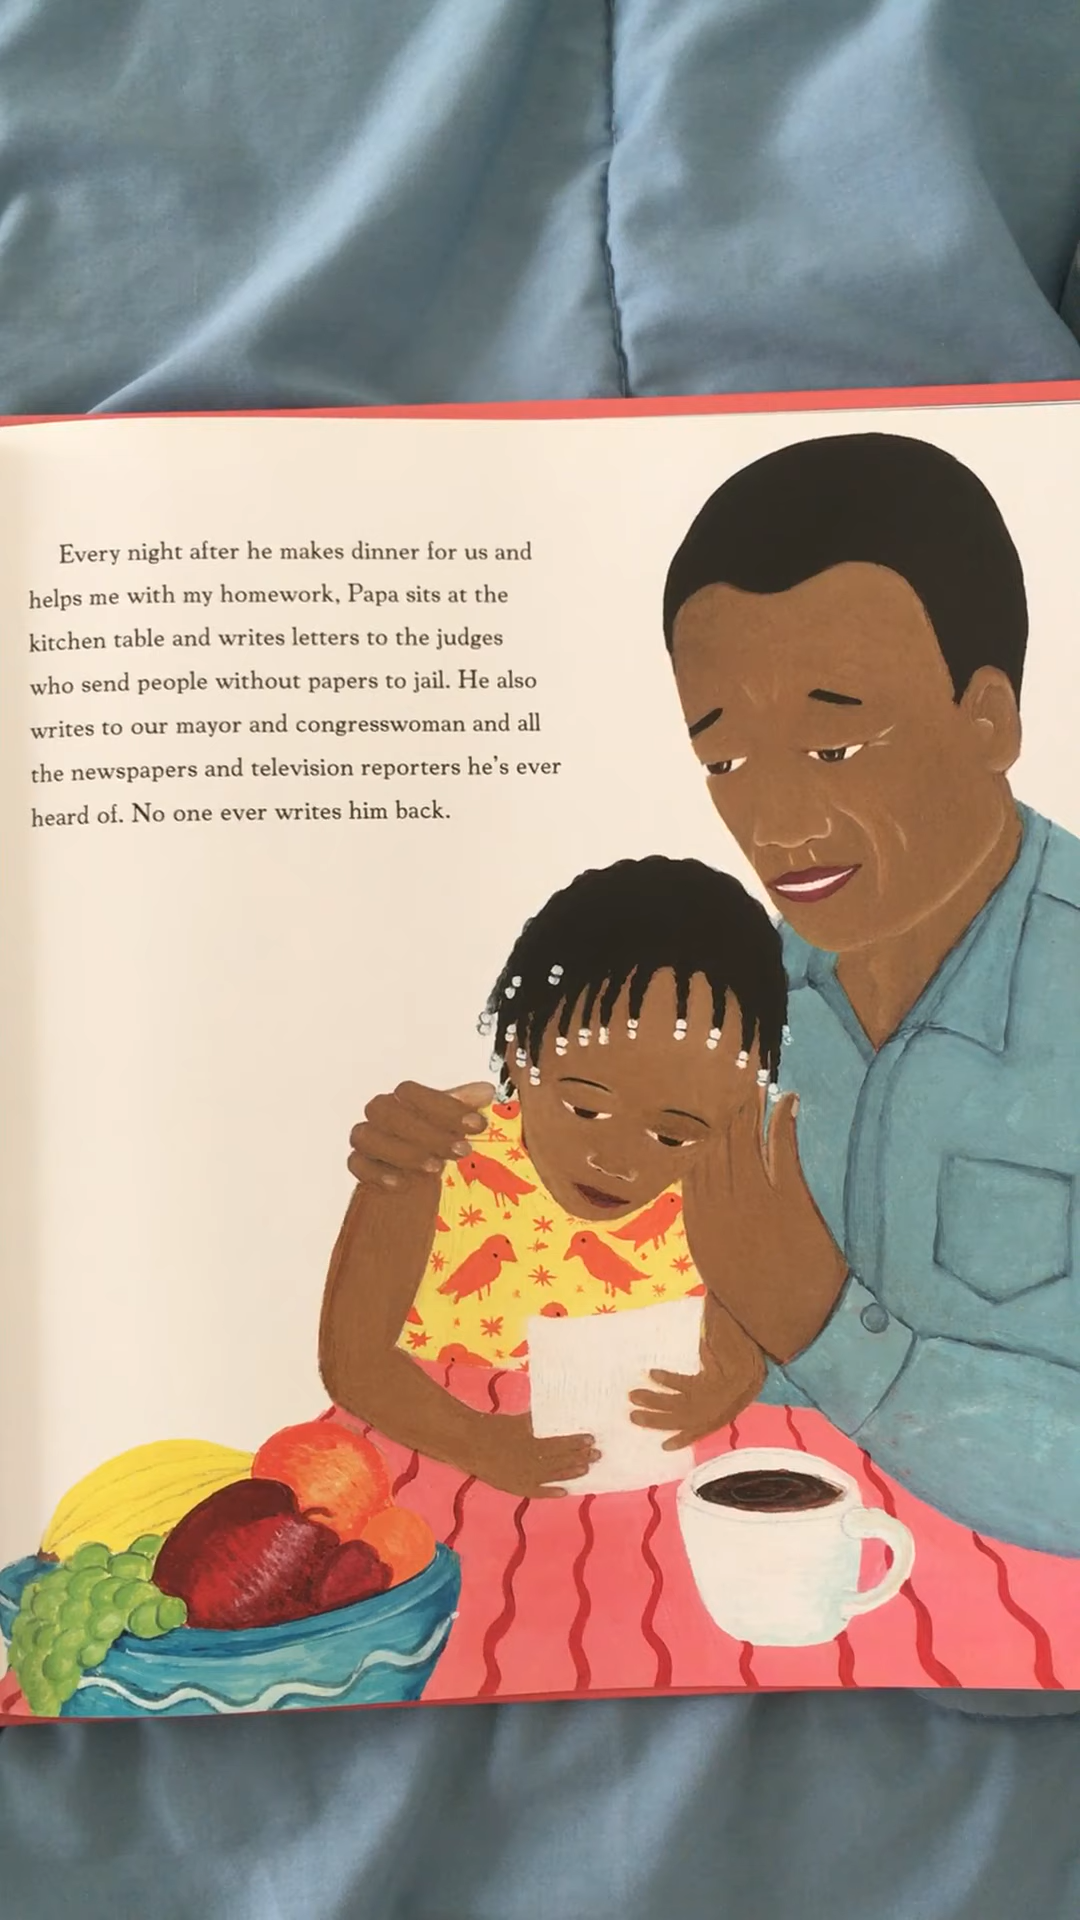 Every night after he makes dinner for us and
helps me with my homework, Papa sits at the
kitchen table and writes letters to the judges
who send people without papers to jail. He also
writes to our mayor and congresswoman and all
the newspapers and television reporters he's ever
heard of. No one ever writes him back.